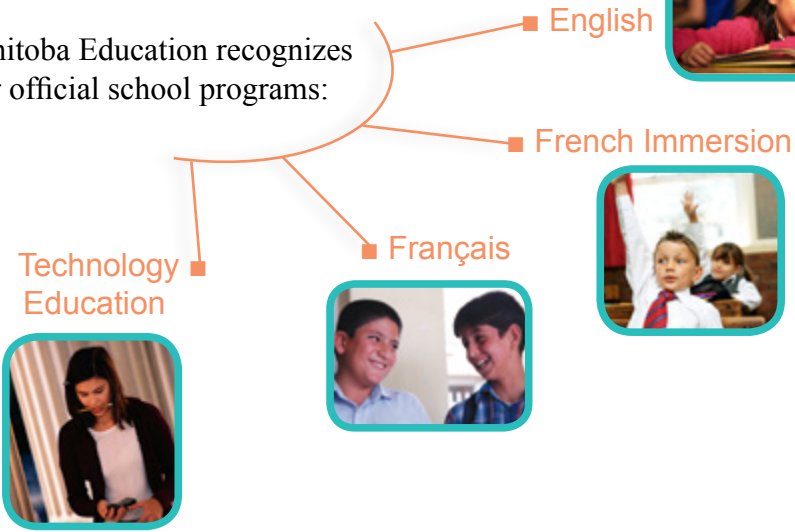 nitoba Education recognizes
official school programs:
English
French Immersion
Français
Technology
Education